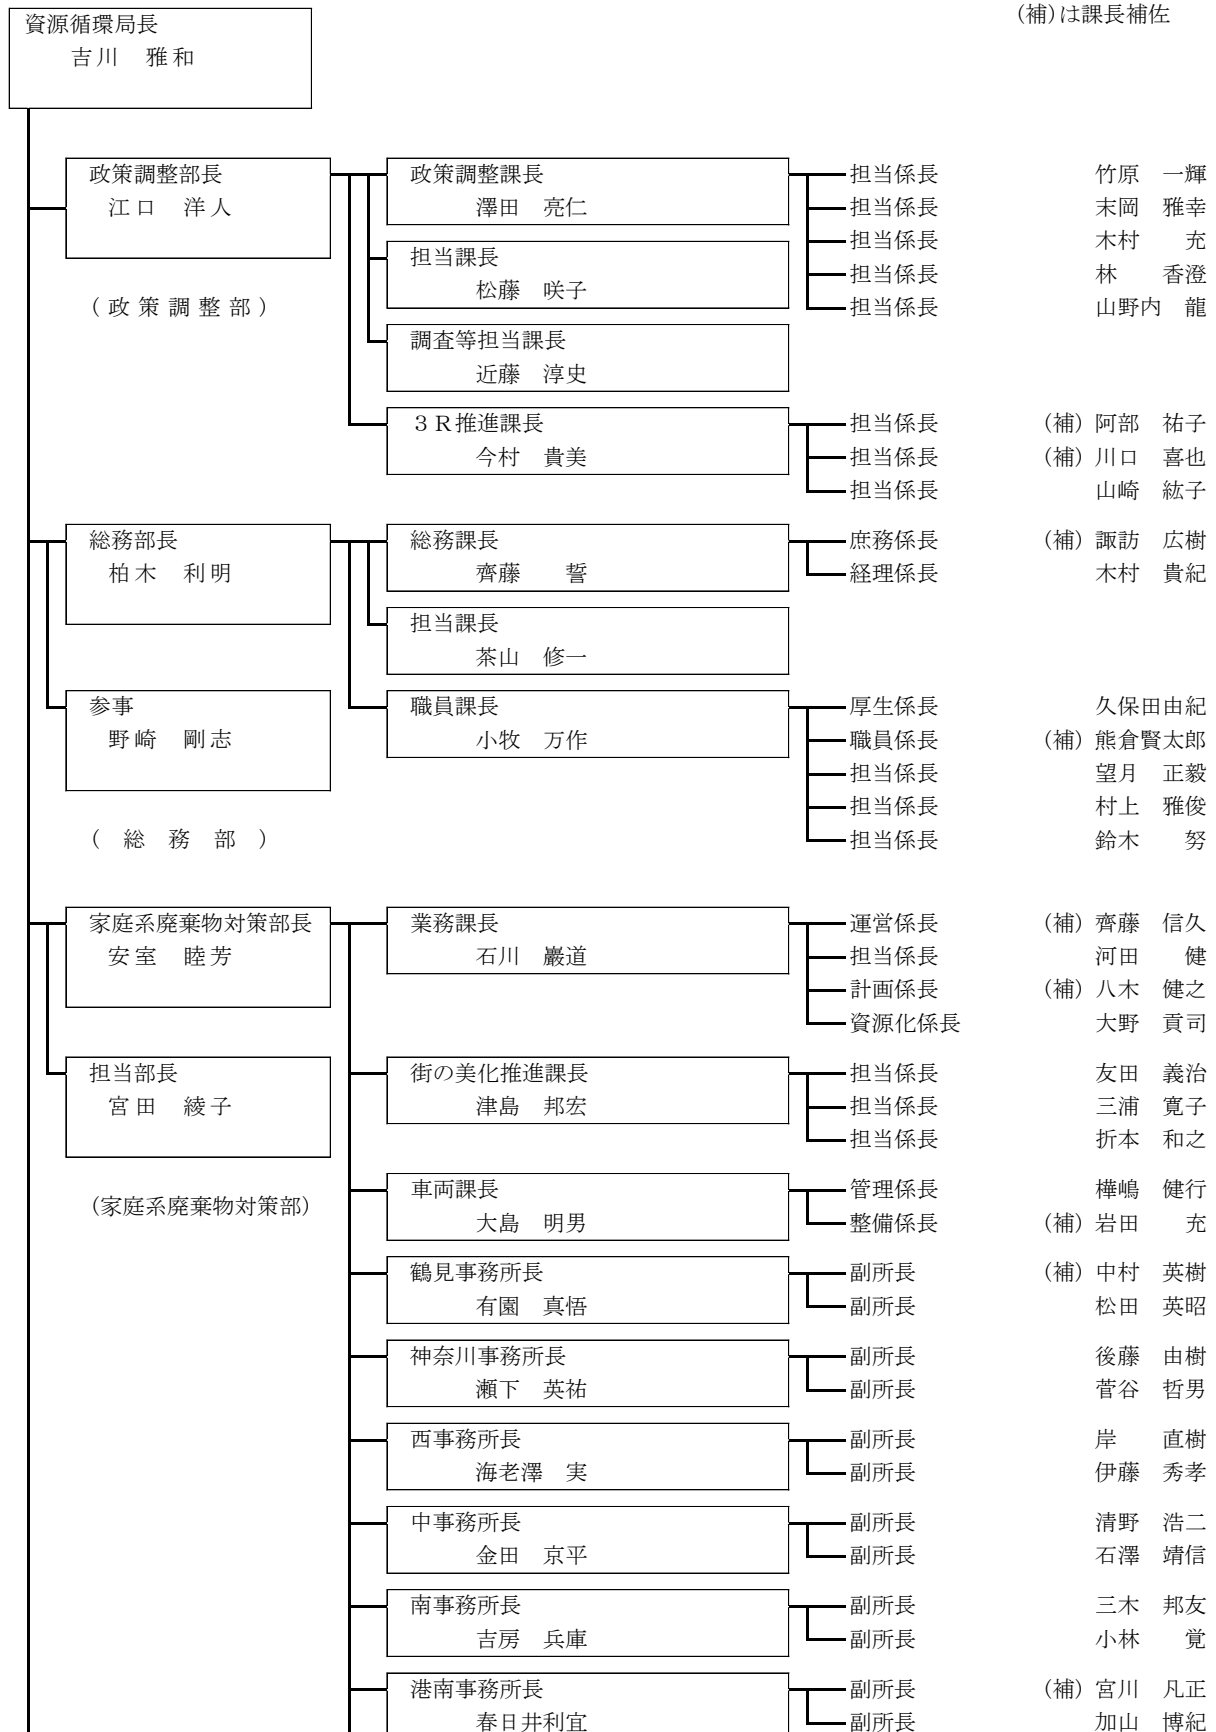 (補)は課長補佐
資源循環局長
吉川　雅和
政策調整部長
江口　洋人
(政策調整部)
政策調整課長
澤田　亮仁
担当係長　竹原　一輝
担当係長　末岡　雅幸
担当係長　木村　　充
担当係長　林　　香澄
担当係長　山野内　龍
担当課長
松藤　咲子
調査等担当課長
近藤　淳史
３Ｒ推進課長
今村　貴美
担当係長　(補)阿部　祐子
担当係長　(補)川口　喜也
担当係長　山崎　紘子
総務部長
柏木　利明
参事
野崎　剛志
(　総　務　部　)
総務課長
齊藤　　誓
庶務係長　(補)諏訪　広樹
経理係長　木村　貴紀
担当課長
茶山　修一
職員課長
小牧　万作
厚生係長　久保田由紀
職員係長　(補)熊倉賢太郎
担当係長　望月　正毅
担当係長　村上　雅俊
担当係長　鈴木　　努
家庭系廃棄物対策部長
安室　睦芳
担当部長
宮田　綾子
(家庭系廃棄物対策部)
業務課長
石川　巖道
運営係長　(補)齊藤　信久
担当係長　河田　　健
計画係長　(補)八木　健之
資源化係長　大野　貢司
街の美化推進課長
津島　邦宏
担当係長　友田　義治
担当係長　三浦　寛子
担当係長　折本　和之
車両課長
大島　明男
管理係長　樺嶋　健行
整備係長　(補)岩田　　充
鶴見事務所長
有園　真悟
副所長　(補)中村　英樹
副所長　松田　英昭
神奈川事務所長
瀬下　英祐
副所長　後藤　由樹
副所長　菅谷　哲男
西事務所長
海老澤　実
副所長　岸　　直樹
副所長　伊藤　秀孝
中事務所長
金田　京平
副所長　清野　浩二
副所長　石澤　靖信
南事務所長
吉房　兵庫
副所長　三木　邦友
副所長　小林　　覚
港南事務所長
春日井利宜
副所長　(補)宮川　凡正
副所長　加山　博紀